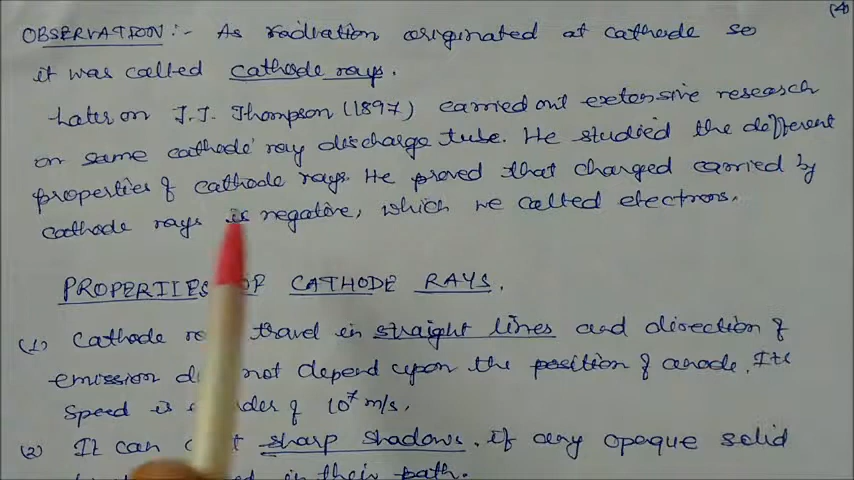 (4)
OBSERVATION :- As radiation originated at cathode so
it was called cathode rays.
Later on J.J. Thompson (1897) carried out extensive research
on same cathode ray discharge tube. He studied the different
properties of cathode rays. He proved that charged carried by
cathode rays is negative, which we called electrons.
PROPERTIES OF CATHODE RAYS.
(1) Cathode travel in straight lines and direction of
emission not depend upon the position of anode. Its
speed is of 10⁷ m/s.
(2) It can sharp shadows, if any opaque solid
in their path.